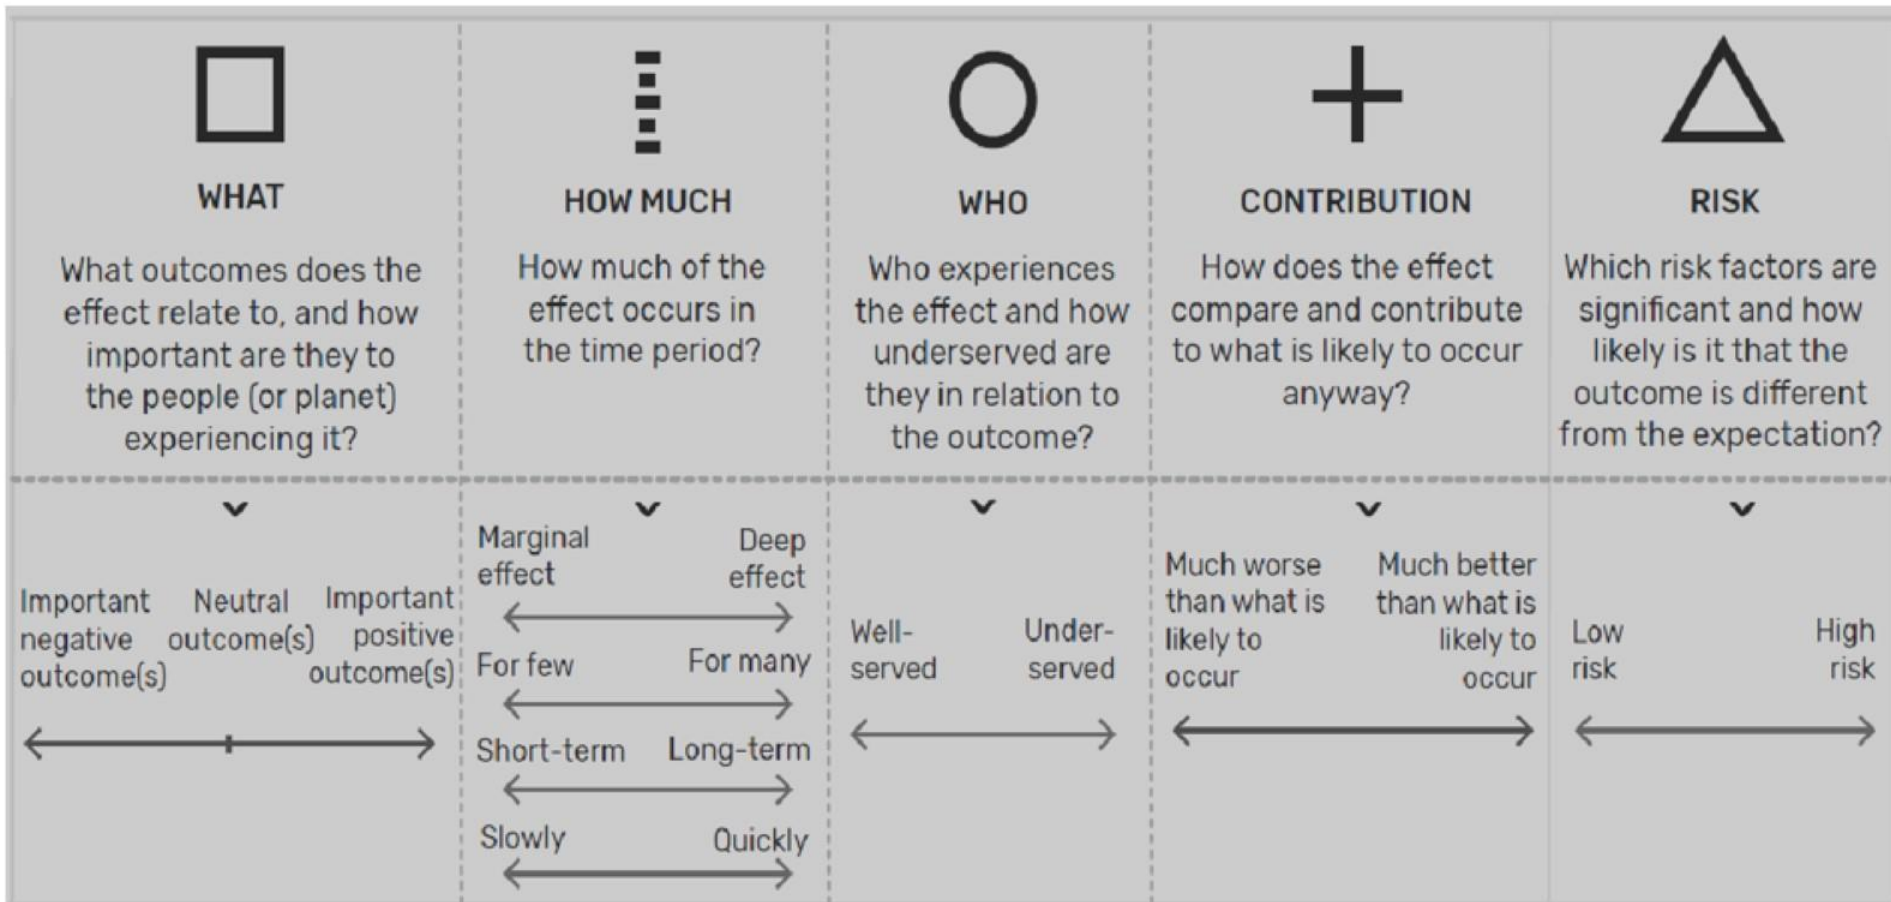 WHAT
What outcomes does the
effect relate to, and how
important are they to
the people (or planet)
experiencing it?
Important negative outcome(s)
Neutral outcome(s)
Important positive outcome(s)
HOW MUCH
How much of the
effect occurs in
the time period?
Marginal effect
Deep effect
For few
For many
Short-term
Long-term
Slowly
Quickly
WHO
Who experiences
the effect and how
underserved are
they in relation to
the outcome?
Well-
served
Under-
served
CONTRIBUTION
How does the effect
compare and contribute
to what is likely to occur
anyway?
Much worse
than what is
likely to
occur
Much better
than what is
likely to
occur
RISK
Which risk factors are
significant and how
likely is it that the
outcome is different
from the expectation?
Low
risk
High
risk